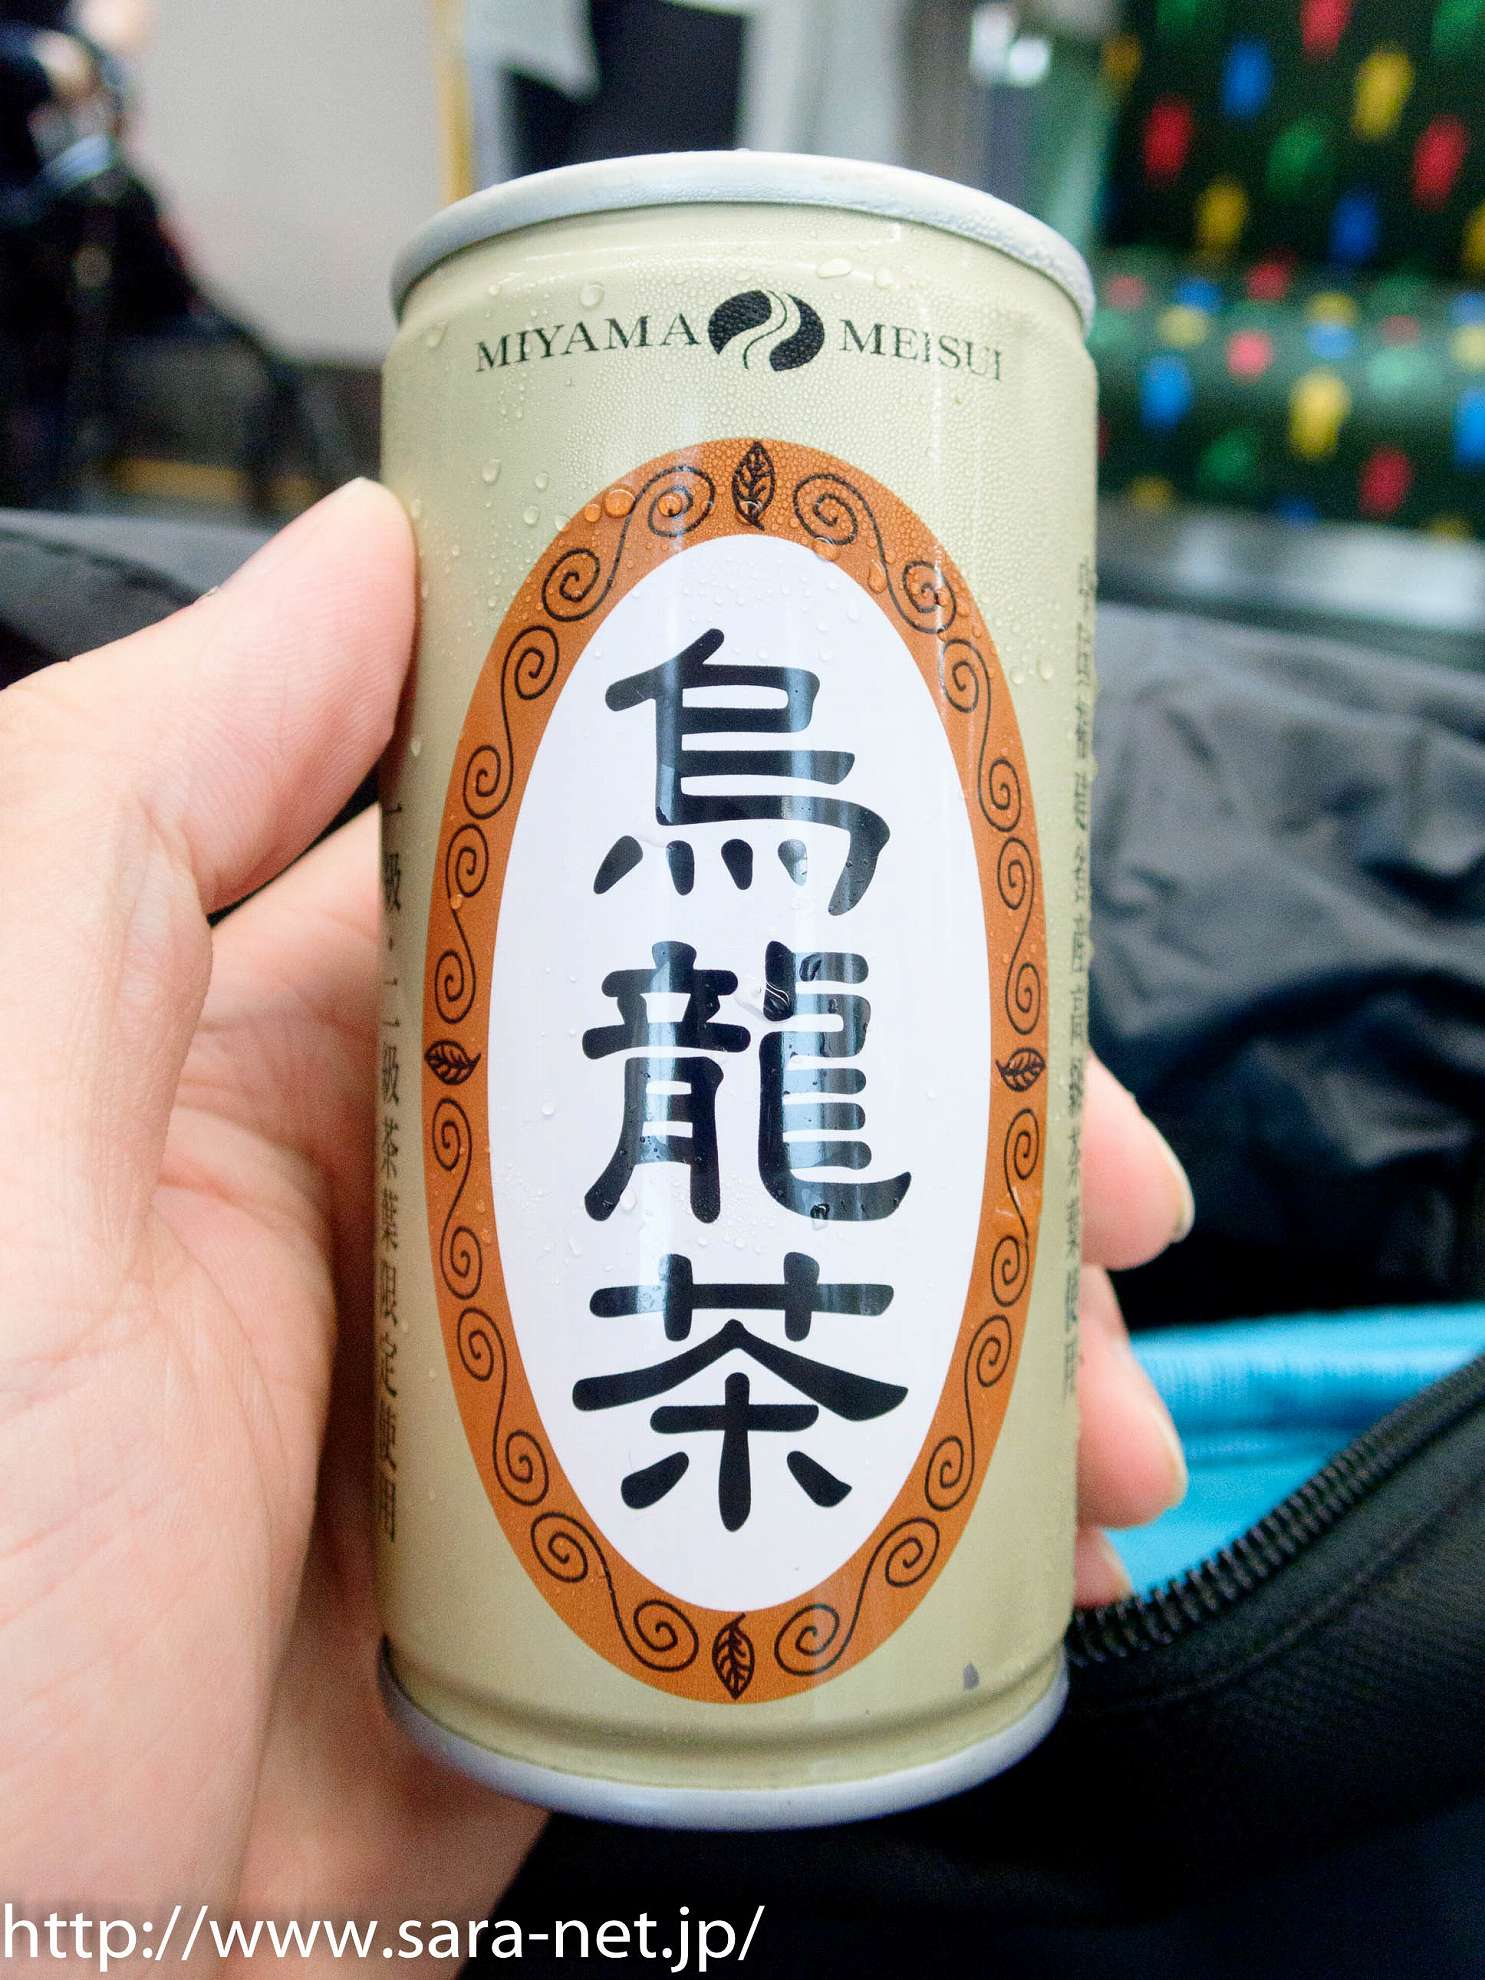 MIYAMA MEISUI
烏龍茶
一級・二級茶葉限定使用
http://www.sara-net.jp/